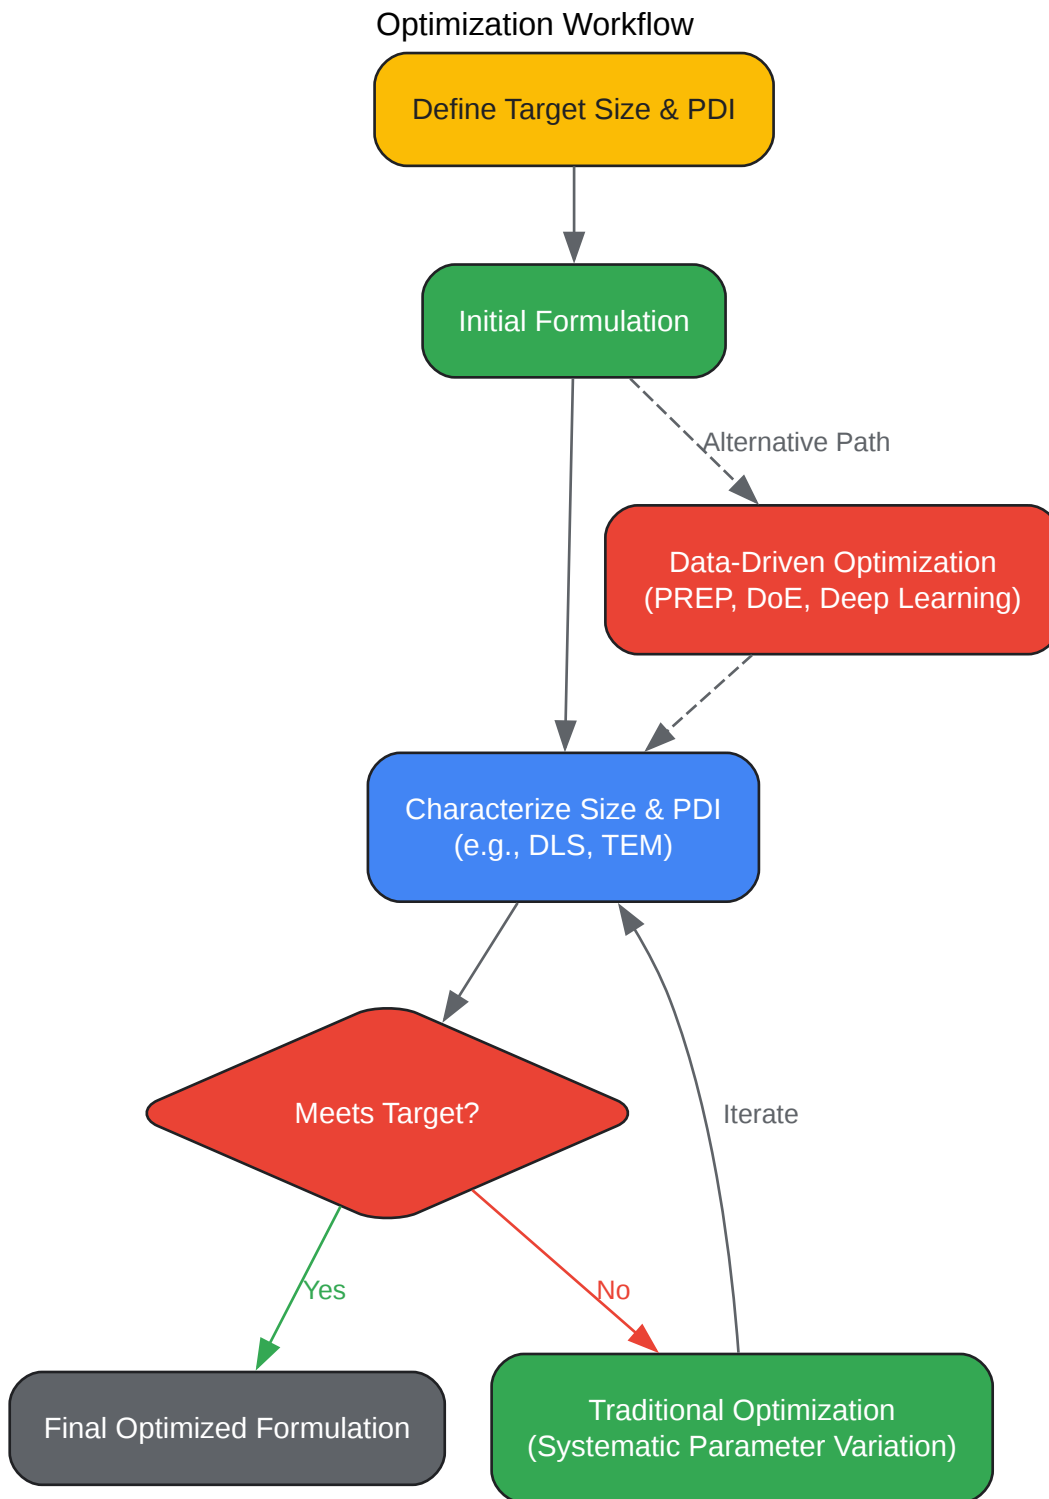 Optimization Workflow
Define Target Size & PDI
Initial Formulation
Alternative Path
Data-Driven Optimization
(PREP, DoE, Deep Learning)
Characterize Size & PDI
(e.g., DLS, TEM)
Meets Target?
Iterate
Yes
No
Final Optimized Formulation
Traditional Optimization
(Systematic Parameter Variation)